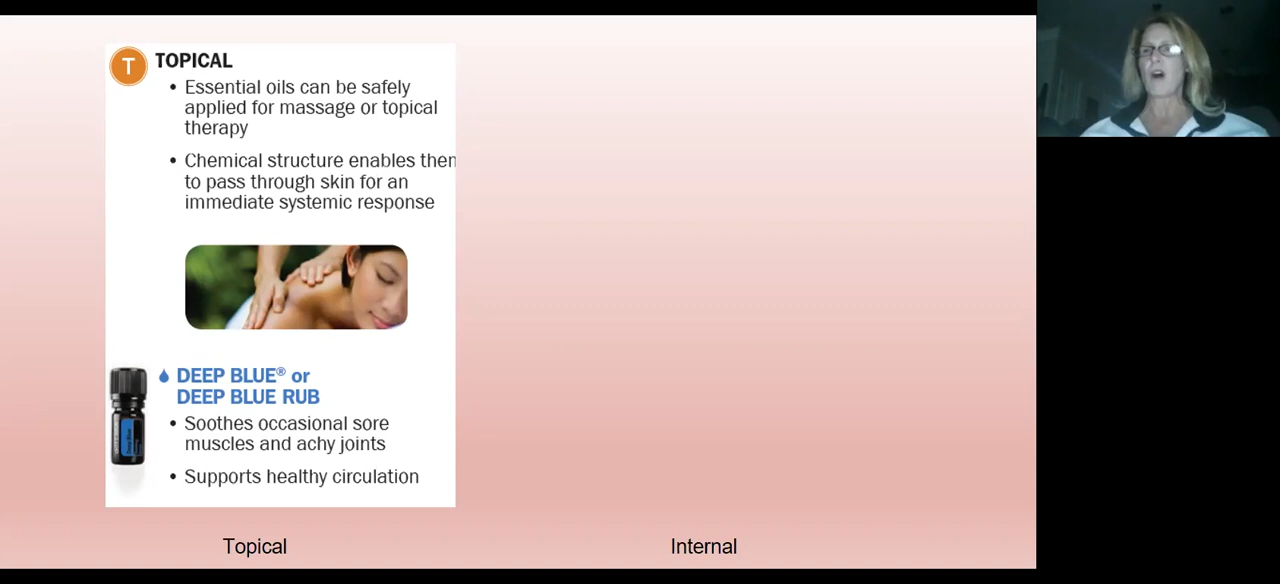 T TOPICAL
• Essential oils can be safely
applied for massage or topical
therapy
• Chemical structure enables then
to pass through skin for an
immediate systemic response
DEEP BLUE® or
DEEP BLUE RUB
• Soothes occasional sore
muscles and achy joints
• Supports healthy circulation
Deep Blue
Topical
Internal